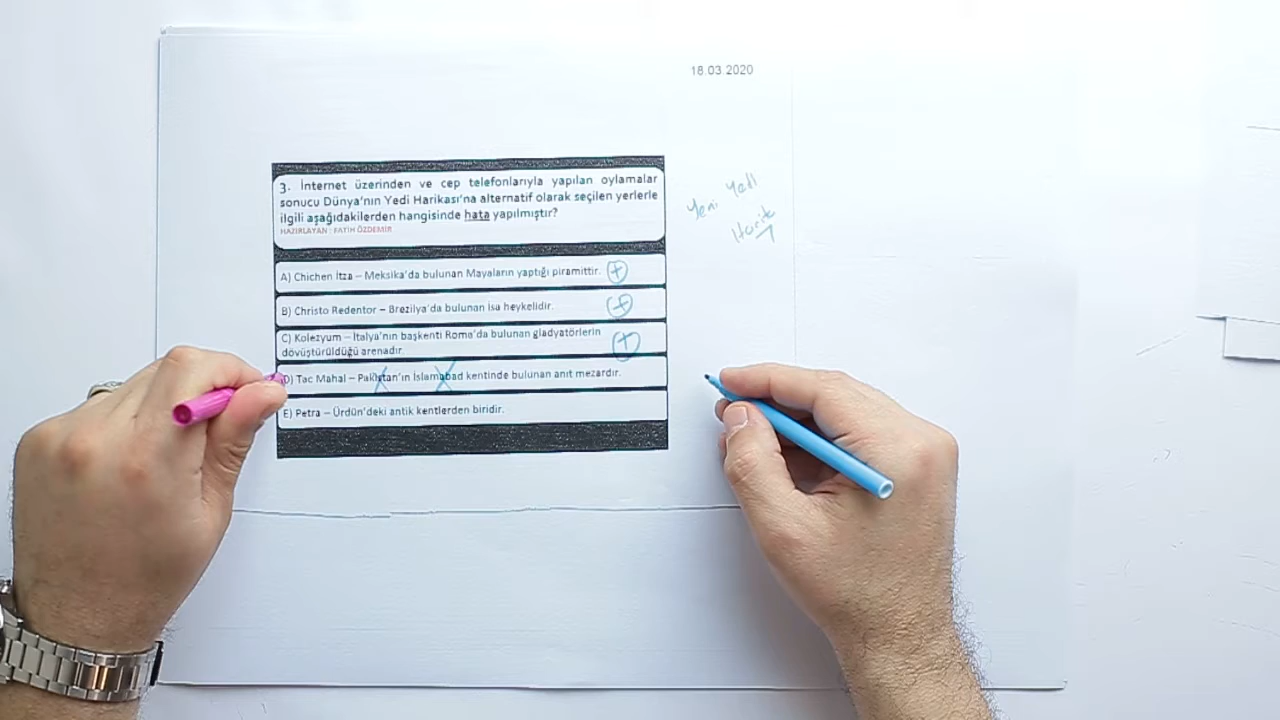 18.03.2020
3. İnternet üzerinden ve cep telefonlarıyla yapılan oylamalar
sonucu Dünya'nın Yedi Harikası'na alternatif olarak seçilen yerlerle
ilgili aşağıdakilerden hangisinde hata yapılmıştır?
HAZIRLAYAN : FATİH ÖZDEMİR
A) Chichen İtza – Meksika'da bulunan Mayaların yaptığı piramittir.
B) Christo Redentor – Brezilya'da bulunan İsa heykelidir.
C) Kolezyum – İtalya'nın başkenti Roma'da bulunan gladyatörlerin
dövüştürüldüğü arenadır.
D) Tac Mahal – Pakistan'ın İslamabad kentinde bulunan anıt mezardır.
E) Petra – Ürdün'deki antik kentlerden biridir.
Yeni Yedi